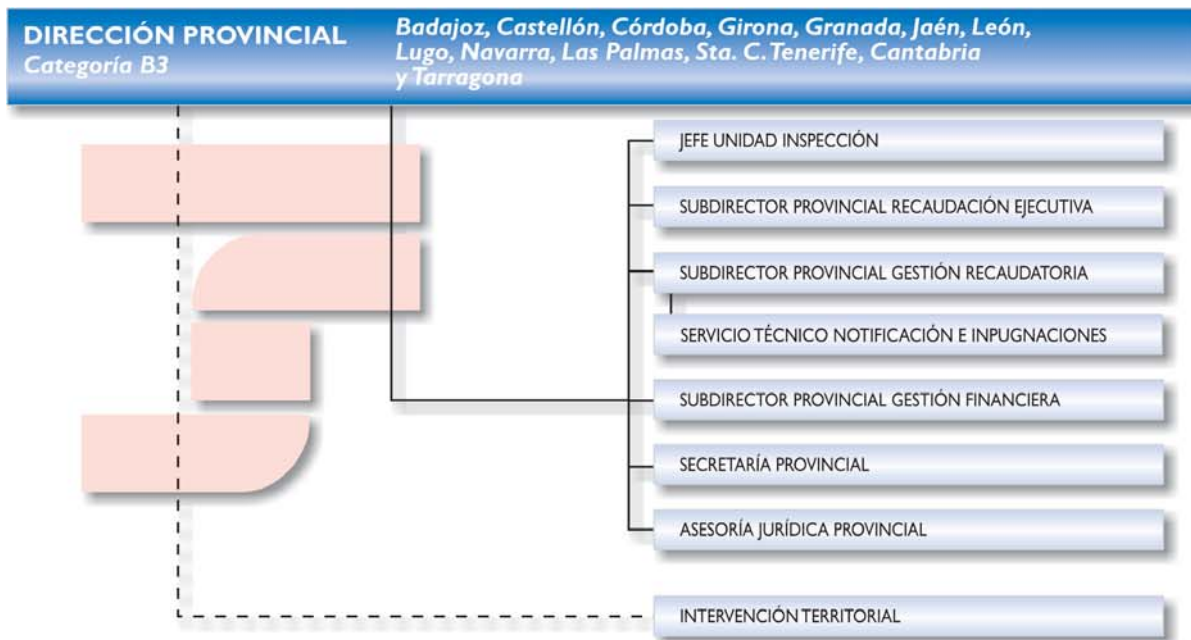 DIRECCIÓN PROVINCIAL
Categoría B3
Badajoz, Castellón, Córdoba, Girona, Granada, Jaén, León,
Lugo, Navarra, Las Palmas, Sta. C. Tenerife, Cantabria
y Tarragona
JEFE UNIDAD INSPECCIÓN
SUBDIRECTOR PROVINCIAL RECAUDACIÓN EJECUTIVA
SUBDIRECTOR PROVINCIAL GESTIÓN RECAUDATORIA
SERVICIO TÉCNICO NOTIFICACIÓN E INPUGNACIONES
SUBDIRECTOR PROVINCIAL GESTIÓN FINANCIERA
SECRETARÍA PROVINCIAL
ASESORÍA JURÍDICA PROVINCIAL
INTERVENCIÓN TERRITORIAL